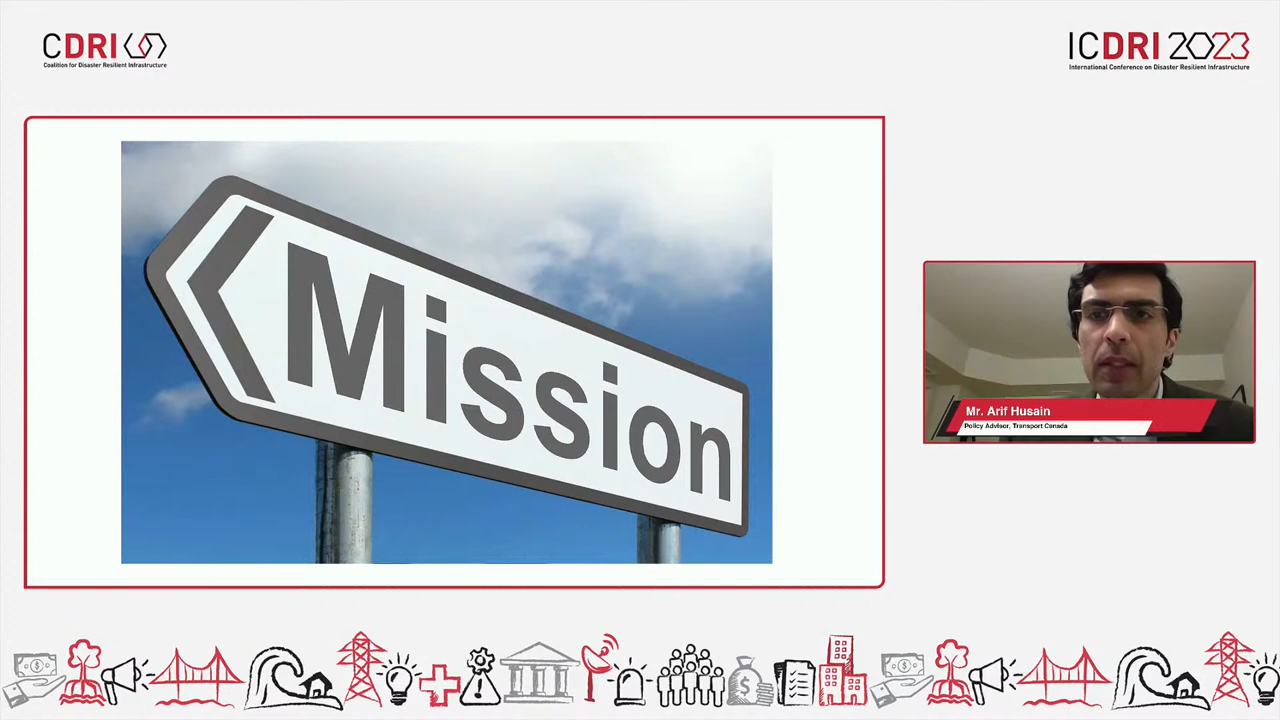 CDRI
Coalition for Disaster Resilient Infrastructure
ICDRI 2023
International Conference on Disaster Resilient Infrastructure
Mission
Mr. Arif Husain
Policy Advisor, Transport Canada